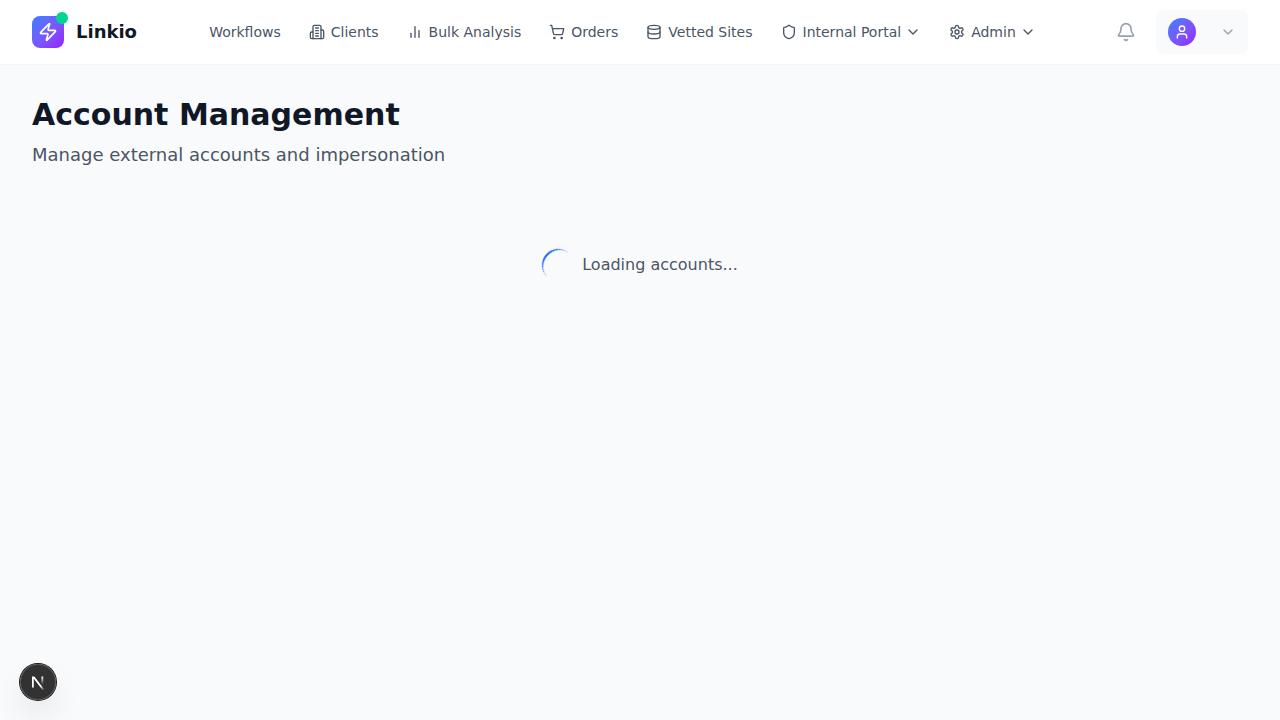 Linkio
Workflows
Clients
Bulk Analysis
Orders
Vetted Sites
Internal Portal
Admin
Account Management
Manage external accounts and impersonation
Loading accounts...
N